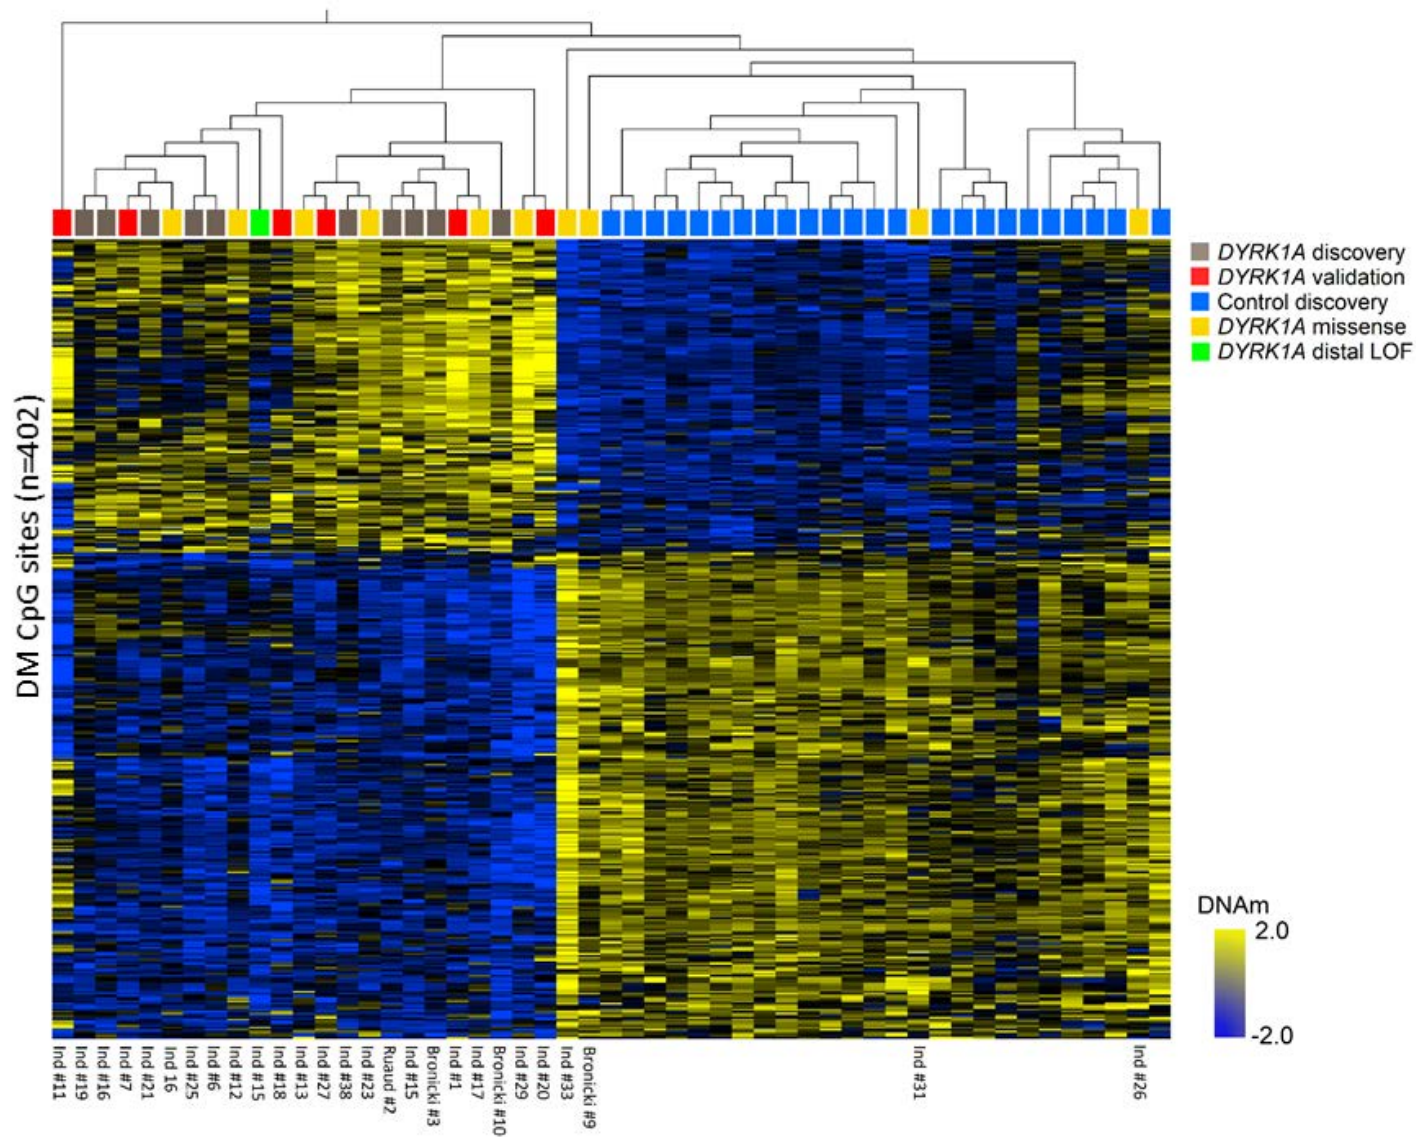 DYRK1A discovery
DYRK1A validation
Control discovery
DYRK1A missense
DYRK1A distal LOF
DM CpG sites (n=402)
DNAm
2.0
-2.0
Ind #11
Ind #19
Ind #16
Ind #7
Ind #21
Ind 16
Ind #25
Ind #6
Ind #12
Ind #15
Ind #18
Ind #13
Ind #27
Ind #38
Ind #23
Ruaud #2
Ind #15
Bronicki #3
Ind #1
Ind #17
Bronicki #10
Ind #29
Ind #20
Ind #33
Bronicki #9
Ind #31
Ind #26